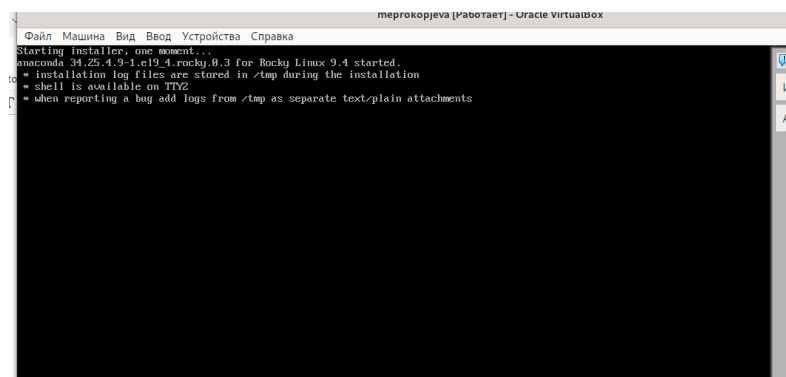 meprokopjeva [Работает] - Oracle VirtualBox
Файл Машина Вид Ввод Устройства Справка
Starting installer, one moment...
anaconda 34.25.4.9-1.el9_4.rocky.0.3 for Rocky Linux 9.4 started.
* installation log files are stored in /tmp during the installation
* shell is available on TTY2
* when reporting a bug add logs from /tmp as separate text/plain attachments